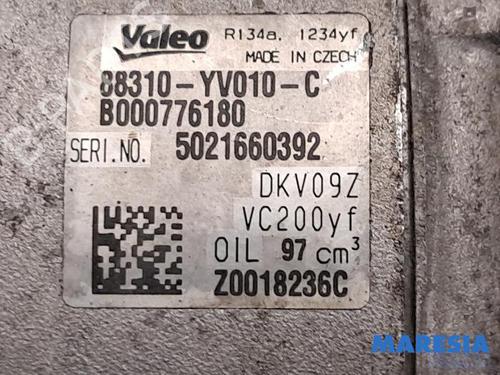 Valeo R134a, 1234yf
MADE IN CZECH
88310-YV010-C
B000776180
SERI.NO. 5021660392
DKV09Z
VC200yf
OIL 97 cm³
Z0018236C
MARESIA